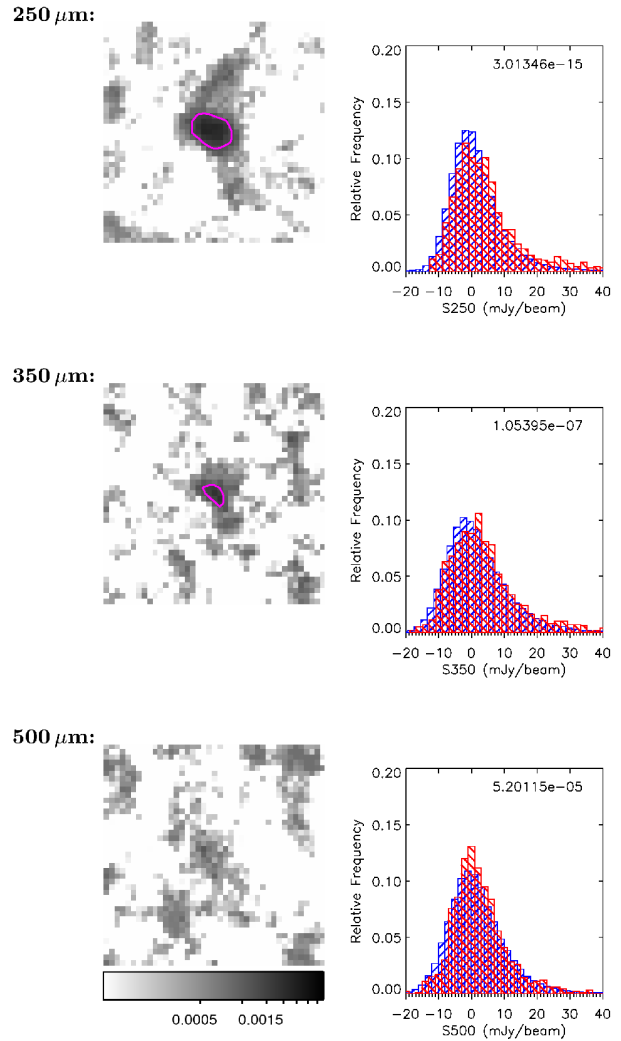 250 μm:
0.20
3.01346e−15
0.15
0.10
0.05
0.00
Relative Frequency
−20 −10 0 10 20 30 40
S250 (mJy/beam)
350 μm:
0.20
1.05395e−07
0.15
0.10
0.05
0.00
Relative Frequency
−20 −10 0 10 20 30 40
S350 (mJy/beam)
500 μm:
0.20
5.20115e−05
0.15
0.10
0.05
0.00
Relative Frequency
−20 −10 0 10 20 30 40
S500 (mJy/beam)
0.0005 0.0015